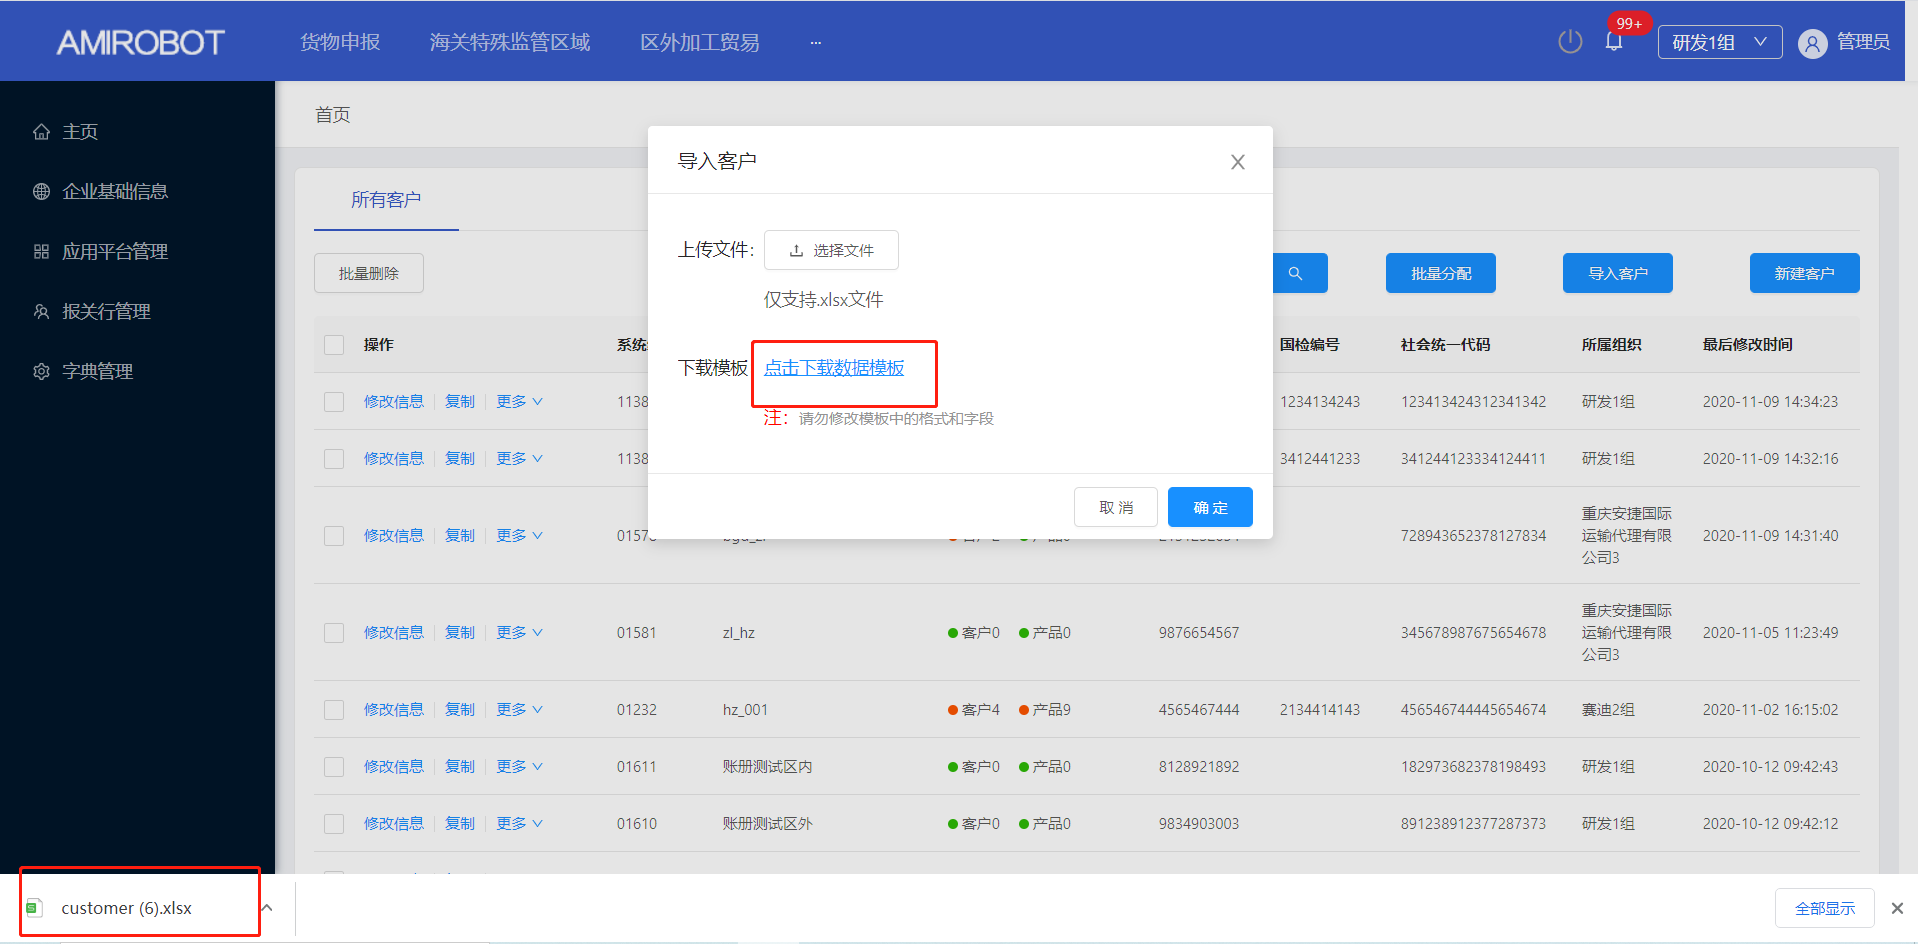 AMIROBOT 货物申报 海关特殊监管区域 区外加工贸易 ... 99+ 研发1组 管理员
主页
企业基础信息
应用平台管理
报关行管理
字典管理
首页
所有客户
批量删除 批量分配 导入客户 新建客户
导入客户
上传文件: 选择文件
仅支持.xlsx文件
下载模板 点击下载数据模板
注: 请勿修改模板中的格式和字段
取 消 确 定
操作 系统 国检编号 社会统一代码 所属组织 最后修改时间
修改信息 复制 更多 1138 1234134243 123413424312341342 研发1组 2020-11-09 14:34:23
修改信息 复制 更多 1138 3412441233 341244123334124411 研发1组 2020-11-09 14:32:16
修改信息 复制 更多 728943652378127834 重庆安捷国际
运输代理有限
公司3 2020-11-09 14:31:40
修改信息 复制 更多 01581 zl_hz 客户0 产品0 9876654567 345678987675654678 重庆安捷国际
运输代理有限
公司3 2020-11-05 11:23:49
修改信息 复制 更多 01232 hz_001 客户4 产品9 4565467444 2134414143 456546744445654674 赛迪2组 2020-11-02 16:15:02
修改信息 复制 更多 01611 账册测试区内 客户0 产品0 8128921892 182973682378198493 研发1组 2020-10-12 09:42:43
修改信息 复制 更多 01610 账册测试区外 客户0 产品0 9834903003 891238912377287373 研发1组 2020-10-12 09:42:12
customer (6).xlsx 全部显示